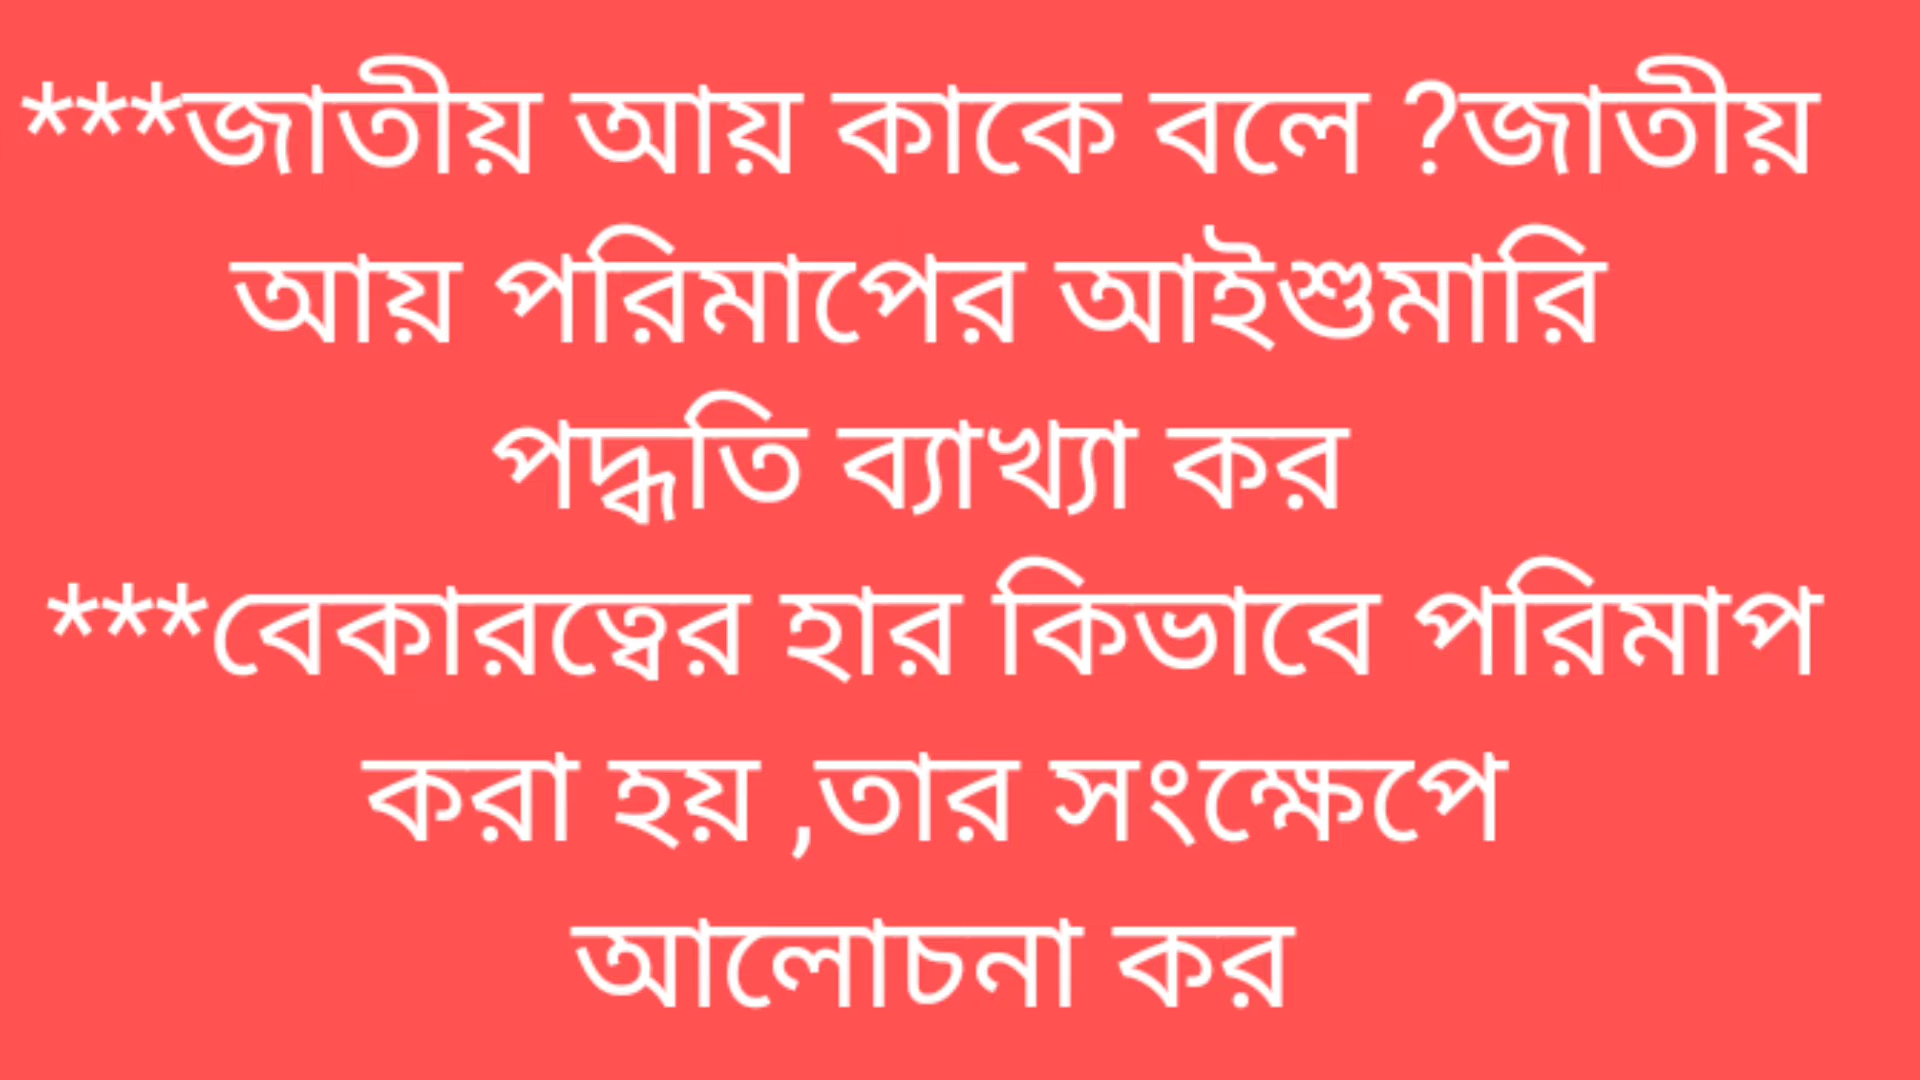 ***জাতীয় আয় কাকে বলে ?জাতীয়
আয় পরিমাপের আইশুমারি
পদ্ধতি ব্যাখ্যা কর
***বেকারত্বের হার কিভাবে পরিমাপ
করা হয় ,তার সংক্ষেপে
আলোচনা কর